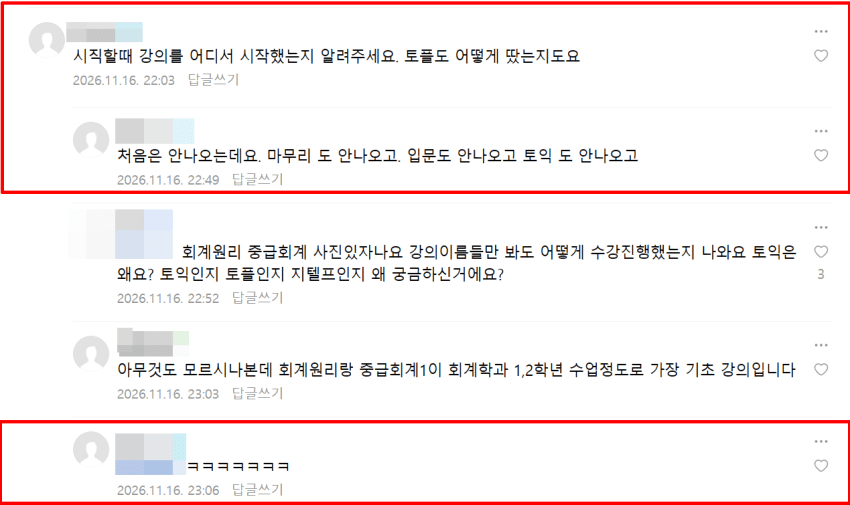 시직할때 강의를 어디서 시작했는지 알려주세요. 토플도 어떻게 땄는지도요
2026.11.16. 22:03 답글쓰기
처음은 안나오는데요. 마무리 도 안나오고. 입문도 안나오고 토익 도 안나오고
2026.11.16. 22:49 답글쓰기
회계원리 중급회계 사진있자나요 강의이름들만 봐도 어떻게 수강진행했는지 나와요 토익은
왜요? 토익인지 토플인지 지텔프인지 왜 궁금하신거에요?
3
2026.11.16. 22:52 답글쓰기
아무것도 모르시나본데 회계원리랑 중급회계1이 회계학과 1,2학년 수업정도로 가장 기초 강의입니다
2026.11.16. 23:03 답글쓰기
ㅋㅋㅋㅋㅋㅋㅋ
2026.11.16. 23:06 답글쓰기